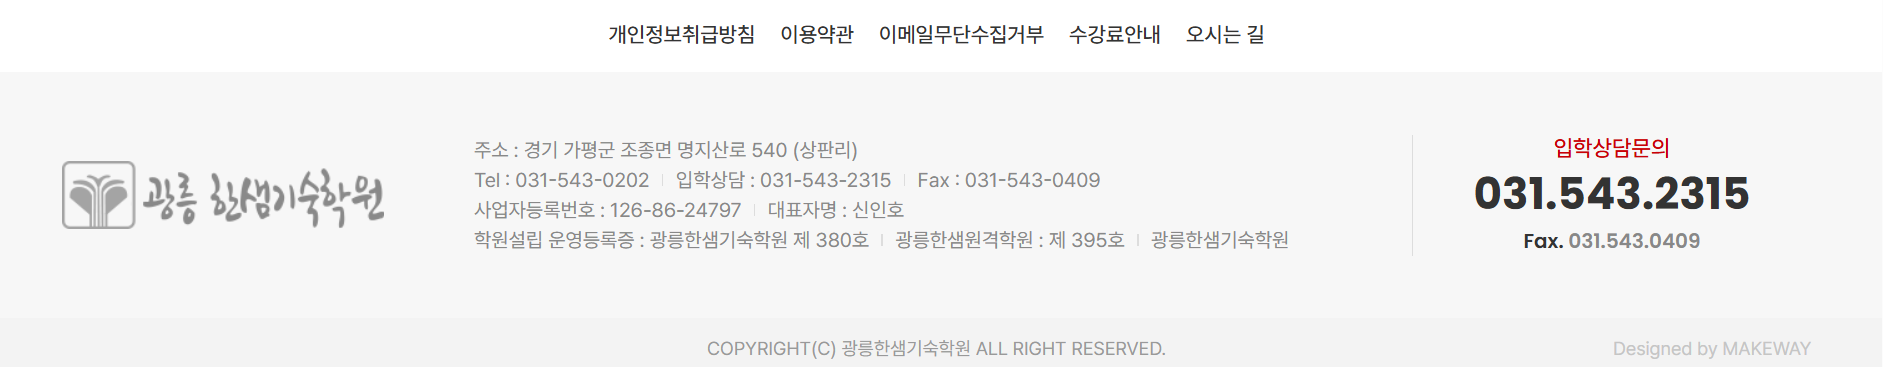 개인정보취급방침 이용약관 이메일무단수집거부 수강료안내 오시는 길
광릉 한샘기숙학원
주소 : 경기 가평군 조종면 명지산로 540 (상판리)
Tel : 031-543-0202 | 입학상담 : 031-543-2315 | Fax : 031-543-0409
사업자등록번호 : 126-86-24797 | 대표자명 : 신인호
학원설립 운영등록증 : 광릉한샘기숙학원 제 380호 | 광릉한샘원격학원 : 제 395호 | 광릉한샘기숙학원
입학상담문의
031.543.2315
Fax. 031.543.0409
COPYRIGHT(C) 광릉한샘기숙학원 ALL RIGHT RESERVED.
Designed by MAKEWAY